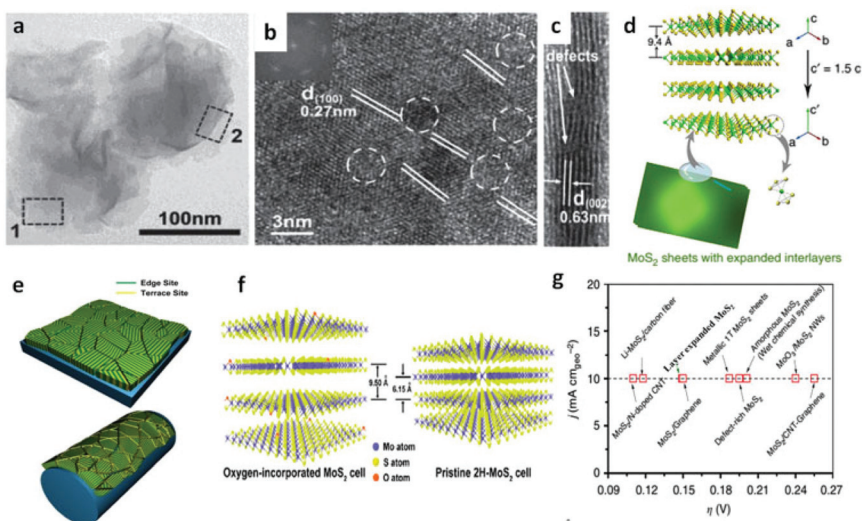 a
100nm
1
2
b
d(100)
0.27nm
3nm
c
defects
d(002)
0.63nm
d
9.4 Å
c
a
b
c' = 1.5 c
c'
a
b
MoS2 sheets with expanded interlayers
e
Edge Site
Terrace Site
f
9.50 Å
6.15 Å
Mo atom
S atom
O atom
Oxygen-incorporated MoS2 cell
Pristine 2H-MoS2 cell
g
20
15
10
5
0
j (mA cmgeo−2)
MoS2/N-doped CNT
Li-MoS2/carbon fiber
MoS2/Graphene
Layer expanded MoS2
Metallic 1T MoS2 sheets
Defect-rich MoS2
Amorphous MoS2
(Wet chemical synthesis)
MoO3/MoS2 NWs
MoS2/CNT-Graphene
0.09 0.12 0.15 0.18 0.21 0.24 0.27
η (V)